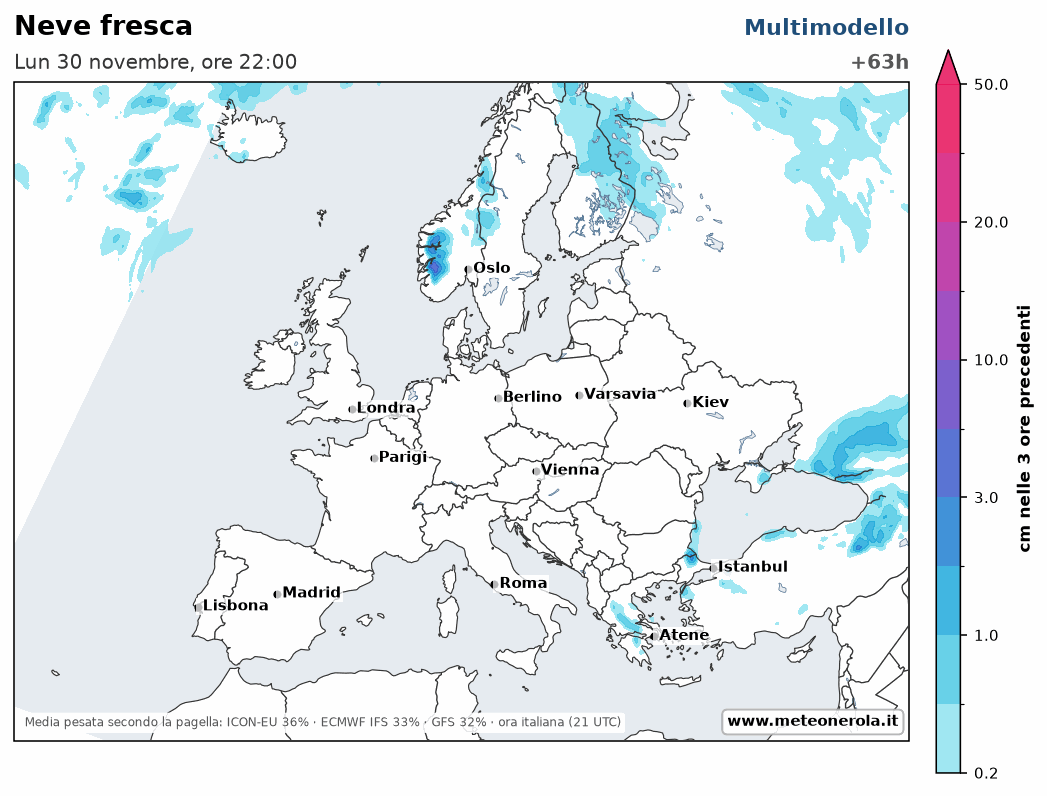 Neve fresca
Multimodello
Lun 30 novembre, ore 22:00
+63h
50.0
20.0
10.0
3.0
1.0
0.2
cm nelle 3 ore precedenti
Oslo
Berlino
Varsavia
Kiev
Londra
Parigi
Vienna
Istanbul
Roma
Madrid
Lisbona
Atene
Media pesata secondo la pagella: ICON-EU 36% · ECMWF IFS 33% · GFS 32% · ora italiana (21 UTC)
www.meteonerola.it